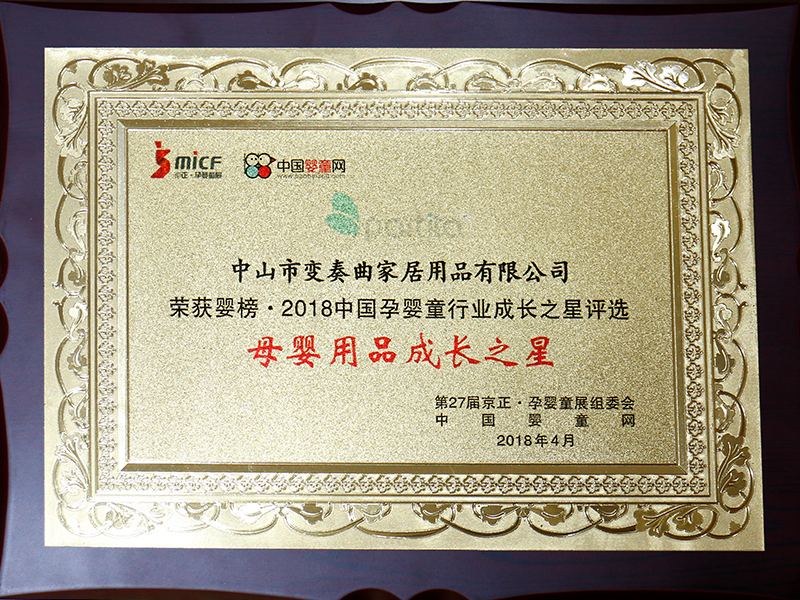 MICF
京正·孕婴童展
中国婴童网
中山市变奏曲家居用品有限公司
荣获婴榜·2018中国孕婴童行业成长之星评选
母婴用品成长之星
第27届京正·孕婴童展组委会
中国婴童网
2018年4月